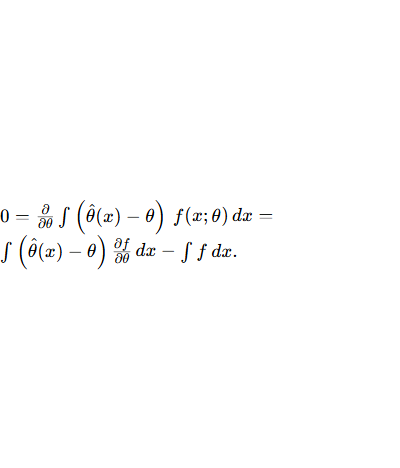 0 = ∂/∂θ ∫ (θ̂(x) − θ) f(x; θ) dx =
∫ (θ̂(x) − θ) ∂f/∂θ dx − ∫ f dx.